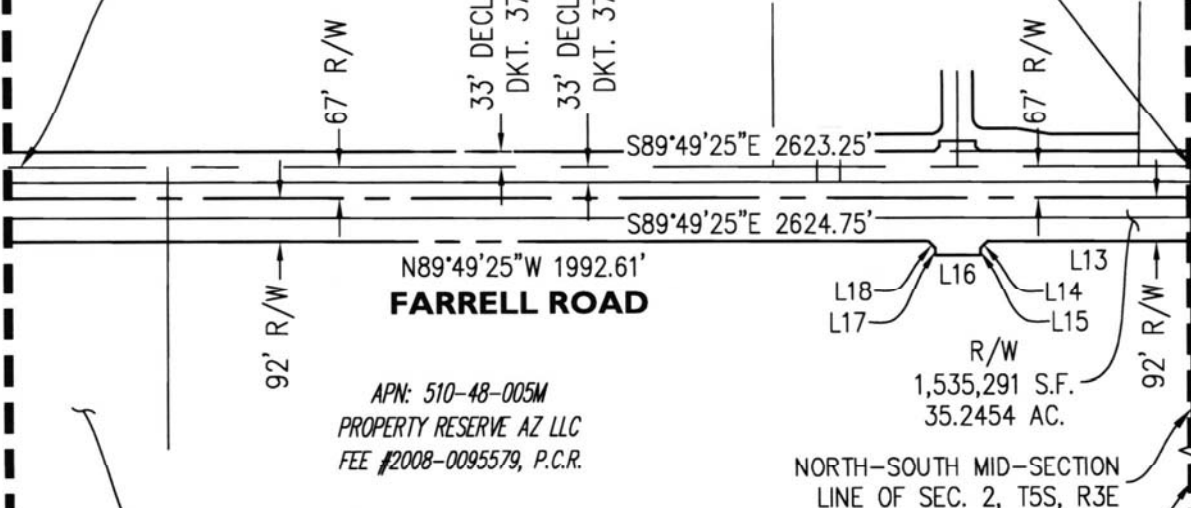 67' R/W
33' DECL
DKT. 37
33' DECL
DKT. 37
67' R/W
S89°49'25"E 2623.25'
S89°49'25"E 2624.75'
N89°49'25"W 1992.61'
FARRELL ROAD
92' R/W
L18
L17
L16
L13
L14
L15
92' R/W
R/W
1,535,291 S.F.
35.2454 AC.
APN: 510-48-005M
PROPERTY RESERVE AZ LLC
FEE #2008-0095579, P.C.R.
NORTH-SOUTH MID-SECTION
LINE OF SEC. 2, T5S, R3E